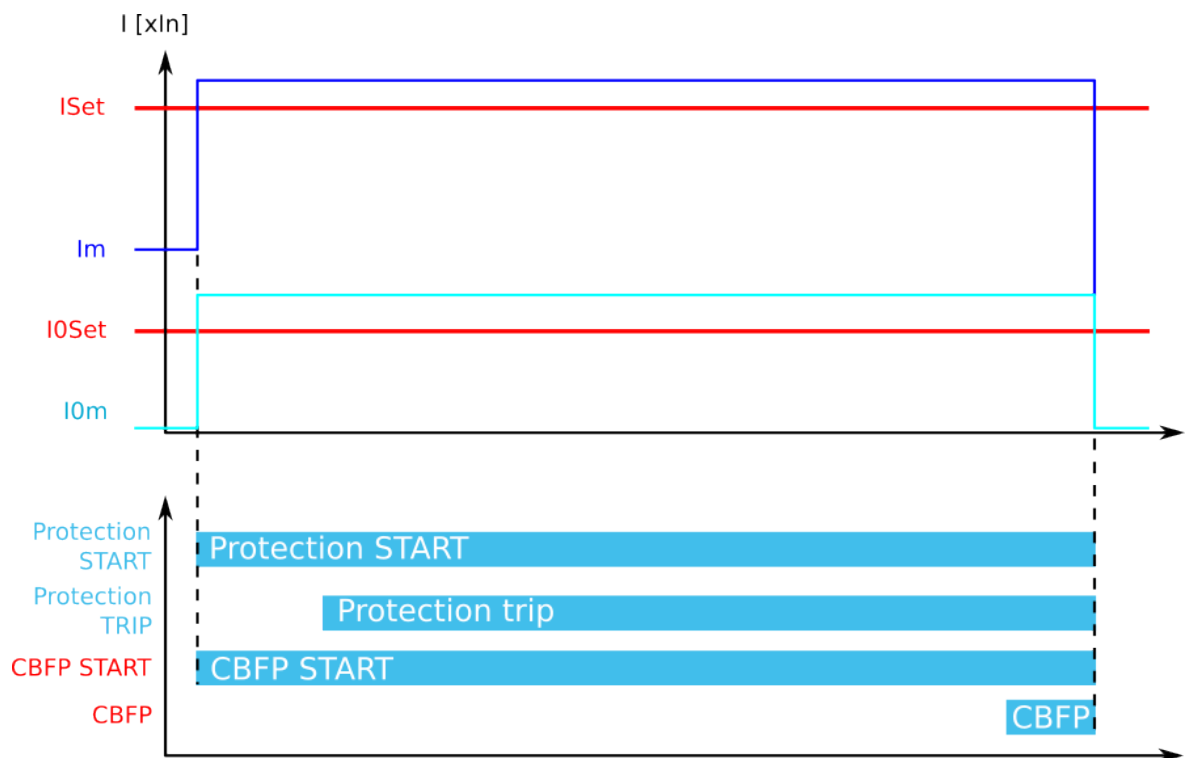 I [xIn]
ISet
Im
I0Set
I0m
Protection
START
Protection START
Protection
TRIP
Protection trip
CBFP START
CBFP START
CBFP
CBFP